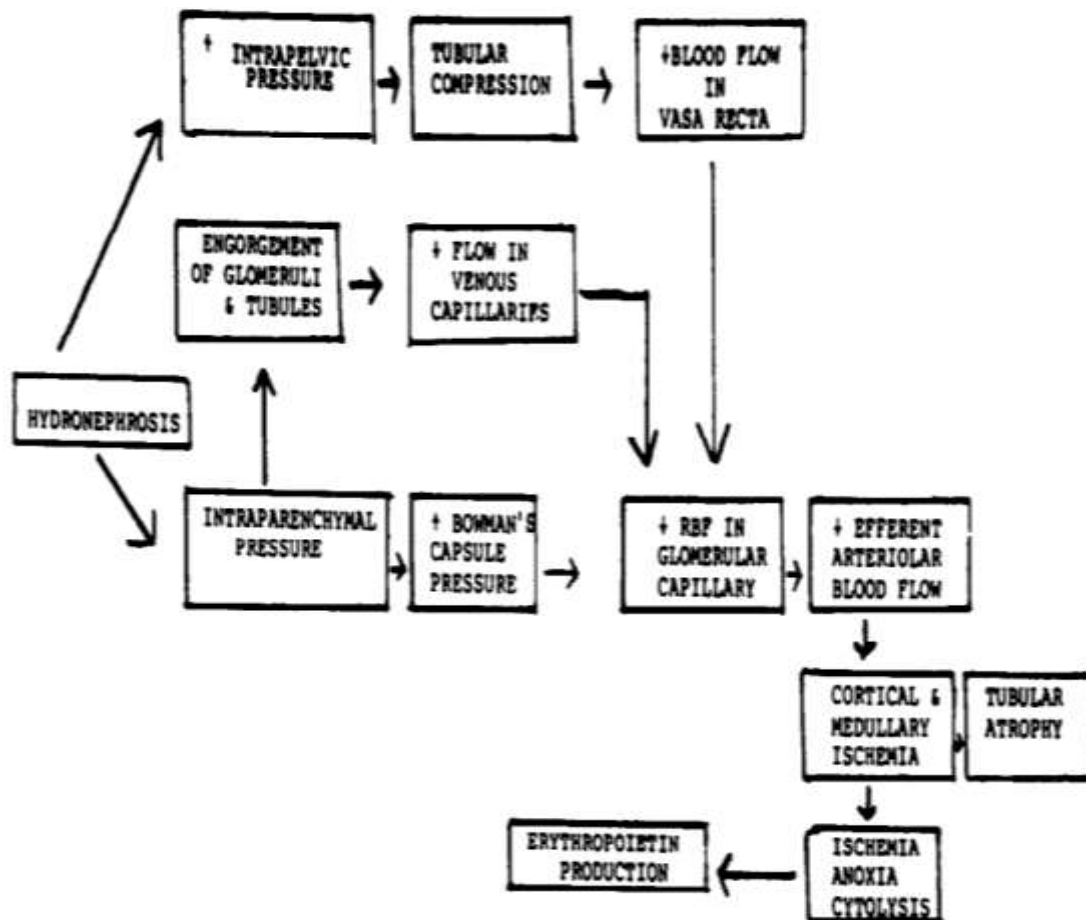 ↑ INTRAPELVIC
PRESSURE
TUBULAR
COMPRESSION
↓BLOOD FLOW
IN
VASA RECTA
ENGORGEMENT
OF GLOMERULI
& TUBULES
↓ FLOW IN
VENOUS
CAPILLARIES
HYDRONEPHROSIS
INTRAPARENCHYMAL
PRESSURE
↑ BOWMAN'S
CAPSULE
PRESSURE
↓ RBF IN
GLOMERULAR
CAPILLARY
↓ EFFERENT
ARTERIOLAR
BLOOD FLOW
CORTICAL &
MEDULLARY
ISCHEMIA
TUBULAR
ATROPHY
ERYTHROPOIETIN
PRODUCTION
ISCHEMIA
ANOXIA
CYTOLYSIS